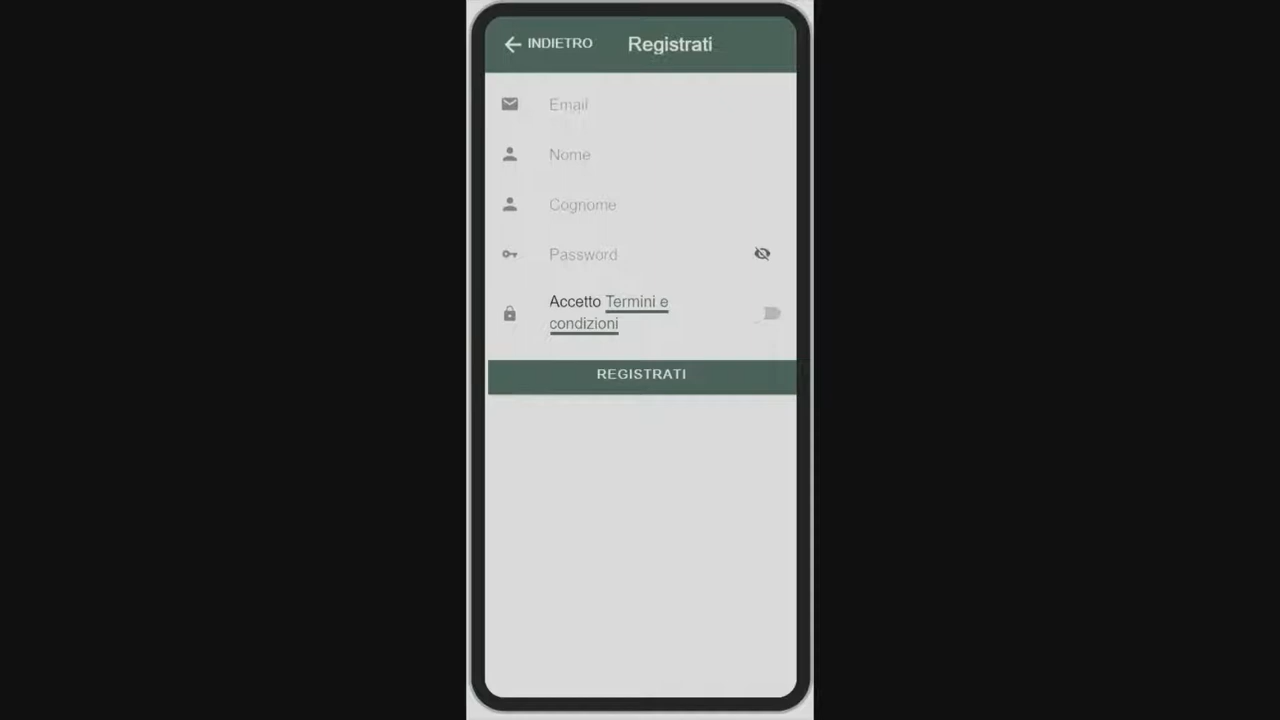 INDIETRO Registrati
Email
Nome
Cognome
Password
Accetto Termini e
condizioni
REGISTRATI